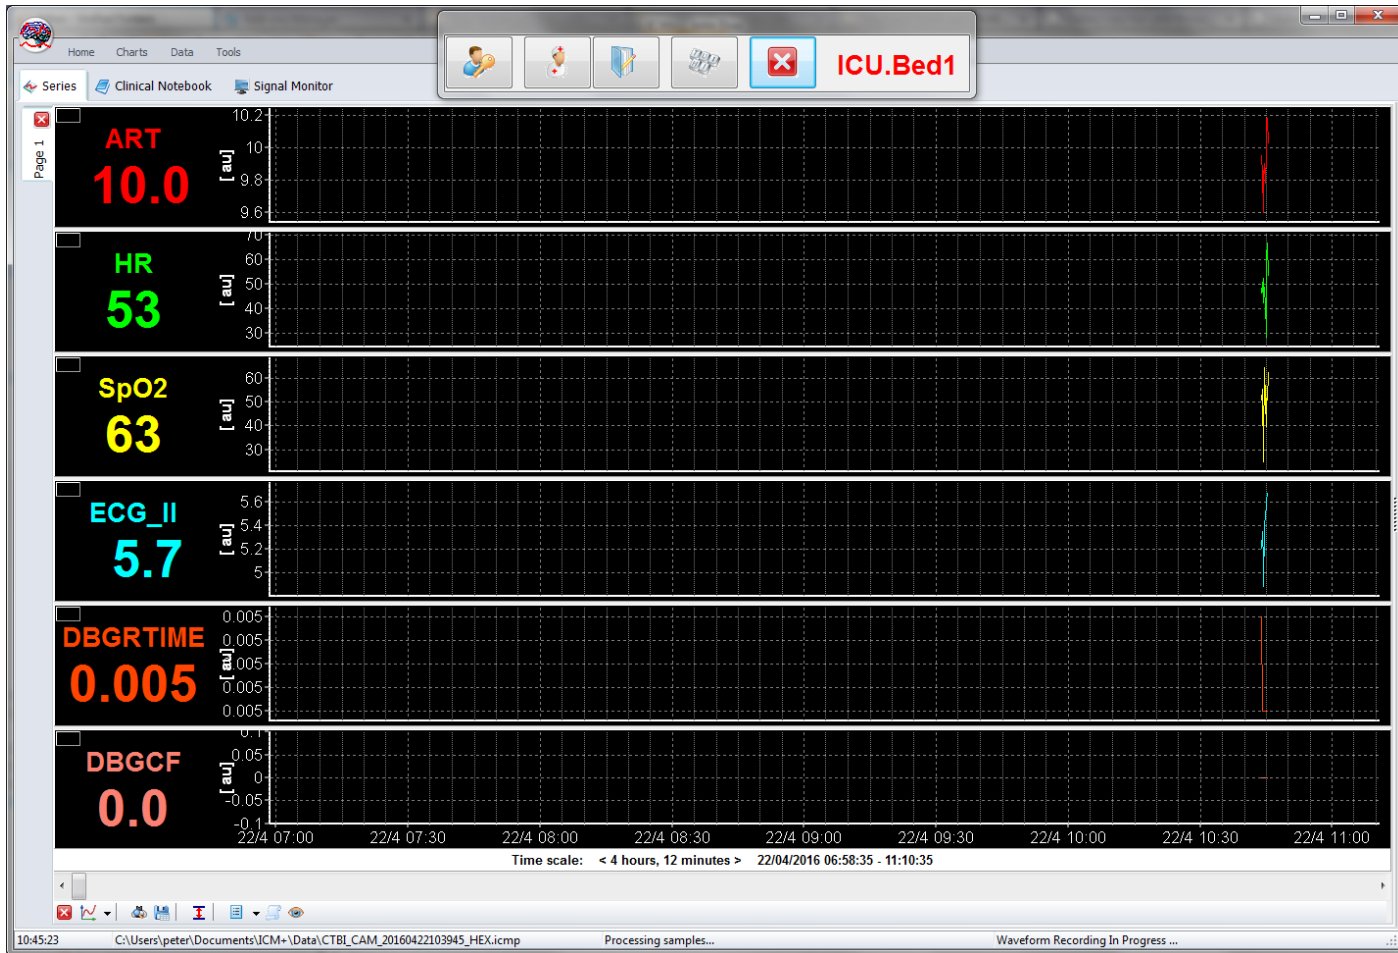 ICU.Bed1
Home Charts Data Tools
Series Clinical Notebook Signal Monitor
Page 1
ART
10.0
[ au]
10.2
10
9.8
9.6
HR
53
[ au]
70
60
50
40
30
SpO2
63
[ au]
60
50
40
30
ECG_II
5.7
[ au]
5.6
5.4
5.2
5
DBGRTIME
0.005
[ au]
0.005
0.005
0.005
0.005
0.005
DBGCF
0.0
[ au]
0.1
0.05
0
-0.05
-0.1
22/4 07:00 22/4 07:30 22/4 08:00 22/4 08:30 22/4 09:00 22/4 09:30 22/4 10:00 22/4 10:30 22/4 11:00
Time scale: < 4 hours, 12 minutes > 22/04/2016 06:58:35 - 11:10:35
10:45:23 C:\Users\peter\Documents\ICM+\Data\CTBI_CAM_20160422103945_HEX.icmp Processing samples... Waveform Recording In Progress ...